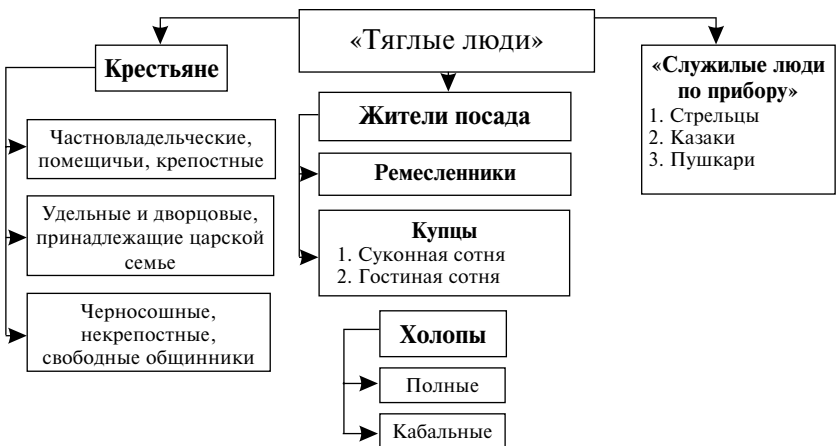 «Тяглые люди»
Крестьяне
Частновладельческие,
помещичьи, крепостные
Удельные и дворцовые,
принадлежащие царской
семье
Черносошные,
некрепостные,
свободные общинники
Жители посада
Ремесленники
Купцы
1. Суконная сотня
2. Гостиная сотня
Холопы
Полные
Кабальные
«Служилые люди
по прибору»
1. Стрельцы
2. Казаки
3. Пушкари